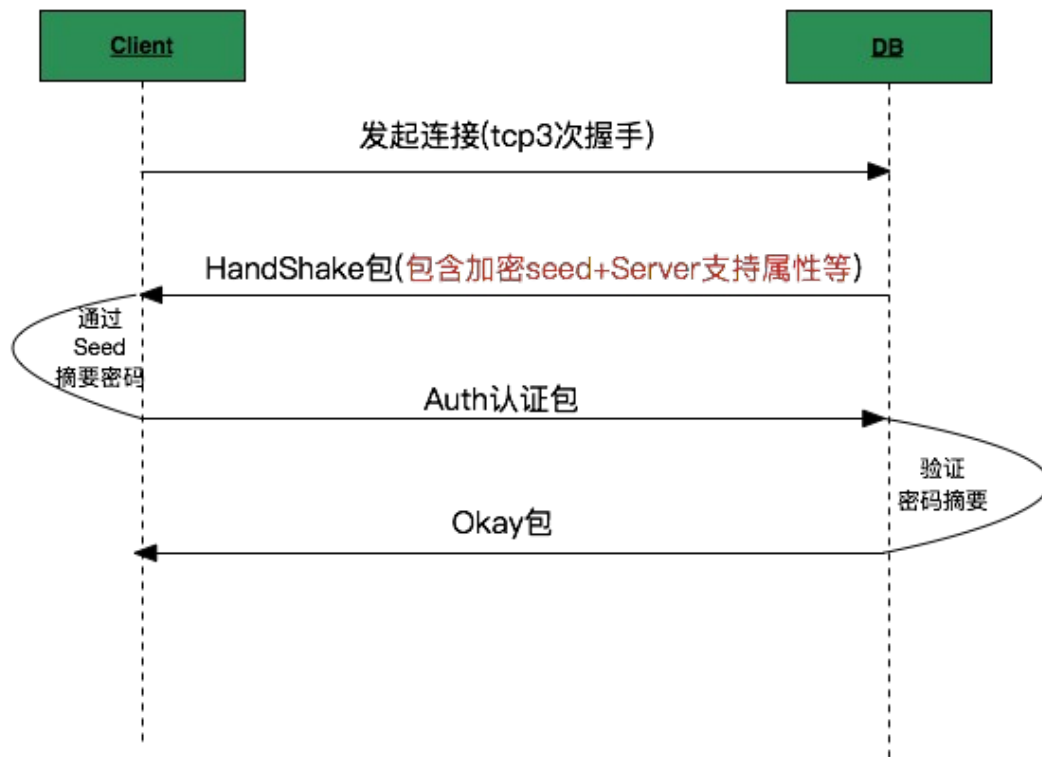 Client
DB
发起连接(tcp3次握手)
HandShake包(包含加密seed+Server支持属性等)
通过
Seed
摘要密码
Auth认证包
验证
密码摘要
Okay包